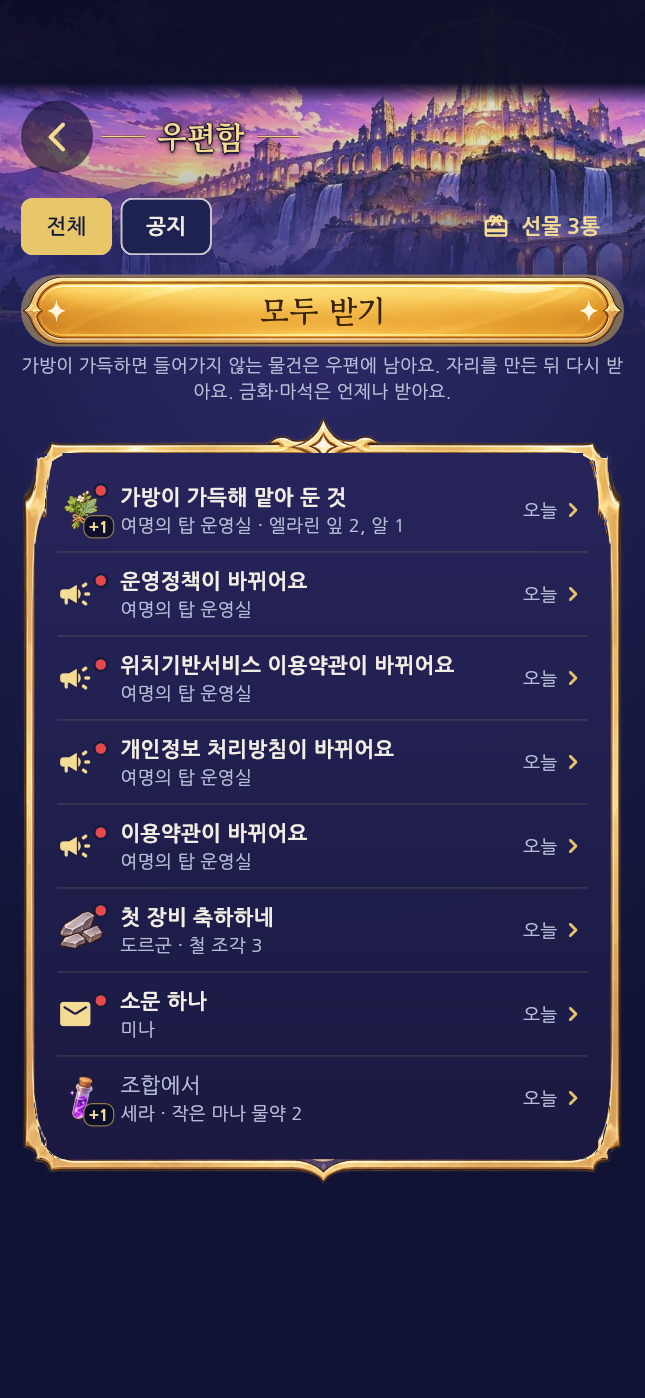 우편함
전체
공지
선물 3통
모두 받기
가방이 가득하면 들어가지 않는 물건은 우편에 남아요. 자리를 만든 뒤 다시 받
아요. 금화·마석은 언제나 받아요.
가방이 가득해 맡아 둔 것
오늘
+1
여명의 탑 운영실 · 엘라린 잎 2, 알 1
운영정책이 바뀌어요
오늘
여명의 탑 운영실
위치기반서비스 이용약관이 바뀌어요
오늘
여명의 탑 운영실
개인정보 처리방침이 바뀌어요
오늘
여명의 탑 운영실
이용약관이 바뀌어요
오늘
여명의 탑 운영실
첫 장비 축하하네
오늘
도르군 · 철 조각 3
소문 하나
오늘
미나
조합에서
오늘
+1
세라 · 작은 마나 물약 2